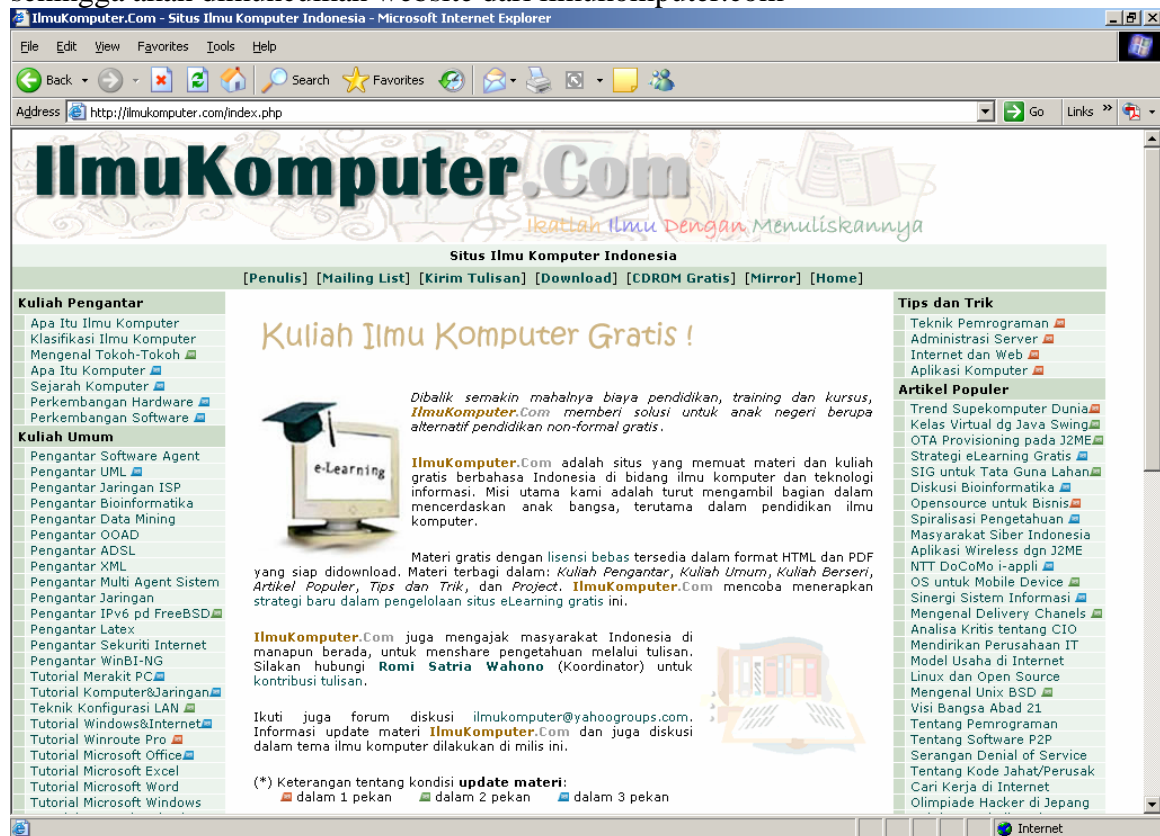 sehingga akan dimunculkan website dari ilmukomputer.com
IlmuKomputer.Com - Situs Ilmu Komputer Indonesia - Microsoft Internet Explorer
File Edit View Favorites Tools Help
Back Search Favorites
Address http://ilmukomputer.com/index.php Go Links »
IlmuKomputer.Com
Ikatlah Ilmu Dengan Menuliskannya
Situs Ilmu Komputer Indonesia
[Penulis] [Mailing List] [Kirim Tulisan] [Download] [CDROM Gratis] [Mirror] [Home]
Kuliah Pengantar
Apa Itu Ilmu Komputer
Klasifikasi Ilmu Komputer
Mengenal Tokoh-Tokoh
Apa Itu Komputer
Sejarah Komputer
Perkembangan Hardware
Perkembangan Software
Kuliah Umum
Pengantar Software Agent
Pengantar UML
Pengantar Jaringan ISP
Pengantar Bioinformatika
Pengantar Data Mining
Pengantar OOAD
Pengantar ADSL
Pengantar XML
Pengantar Multi Agent Sistem
Pengantar Jaringan
Pengantar IPv6 pd FreeBSD
Pengantar Latex
Pengantar Sekuriti Internet
Pengantar WinBI-NG
Tutorial Merakit PC
Tutorial Komputer&Jaringan
Teknik Konfigurasi LAN
Tutorial Windows&Internet
Tutorial Winroute Pro
Tutorial Microsoft Office
Tutorial Microsoft Excel
Tutorial Microsoft Word
Tutorial Microsoft Windows
Kuliah Ilmu Komputer Gratis !
e-Learning
Dibalik semakin mahalnya biaya pendidikan, training dan kursus,
IlmuKomputer.Com memberi solusi untuk anak negeri berupa
alternatif pendidikan non-formal gratis.
IlmuKomputer.Com adalah situs yang memuat materi dan kuliah
gratis berbahasa Indonesia di bidang ilmu komputer dan teknologi
informasi. Misi utama kami adalah turut mengambil bagian dalam
mencerdaskan anak bangsa, terutama dalam pendidikan ilmu
komputer.
Materi gratis dengan lisensi bebas tersedia dalam format HTML dan PDF
yang siap didownload. Materi terbagi dalam: Kuliah Pengantar, Kuliah Umum, Kuliah Berseri,
Artikel Populer, Tips dan Trik, dan Project. IlmuKomputer.Com mencoba menerapkan
strategi baru dalam pengelolaan situs eLearning gratis ini.
IlmuKomputer.Com juga mengajak masyarakat Indonesia di
manapun berada, untuk menshare pengetahuan melalui tulisan.
Silakan hubungi Romi Satria Wahono (Koordinator) untuk
kontribusi tulisan.
Ikuti juga forum diskusi ilmukomputer@yahoogroups.com.
Informasi update materi IlmuKomputer.Com dan juga diskusi
dalam tema ilmu komputer dilakukan di milis ini.
(*) Keterangan tentang kondisi update materi:
dalam 1 pekan dalam 2 pekan dalam 3 pekan
Tips dan Trik
Teknik Pemrograman
Administrasi Server
Internet dan Web
Aplikasi Komputer
Artikel Populer
Trend Supekomputer Dunia
Kelas Virtual dg Java Swing
OTA Provisioning pada J2ME
Strategi eLearning Gratis
SIG untuk Tata Guna Lahan
Diskusi Bioinformatika
Opensource untuk Bisnis
Spiralisasi Pengetahuan
Masyarakat Siber Indonesia
Aplikasi Wireless dgn J2ME
NTT DoCoMo i-appli
OS untuk Mobile Device
Sinergi Sistem Informasi
Mengenal Delivery Chanels
Analisa Kritis tentang CIO
Mendirikan Perusahaan IT
Model Usaha di Internet
Linux dan Open Source
Mengenal Unix BSD
Visi Bangsa Abad 21
Tentang Pemrograman
Tentang Software P2P
Serangan Denial of Service
Tentang Kode Jahat/Perusak
Cari Kerja di Internet
Olimpiade Hacker di Jepang
Internet